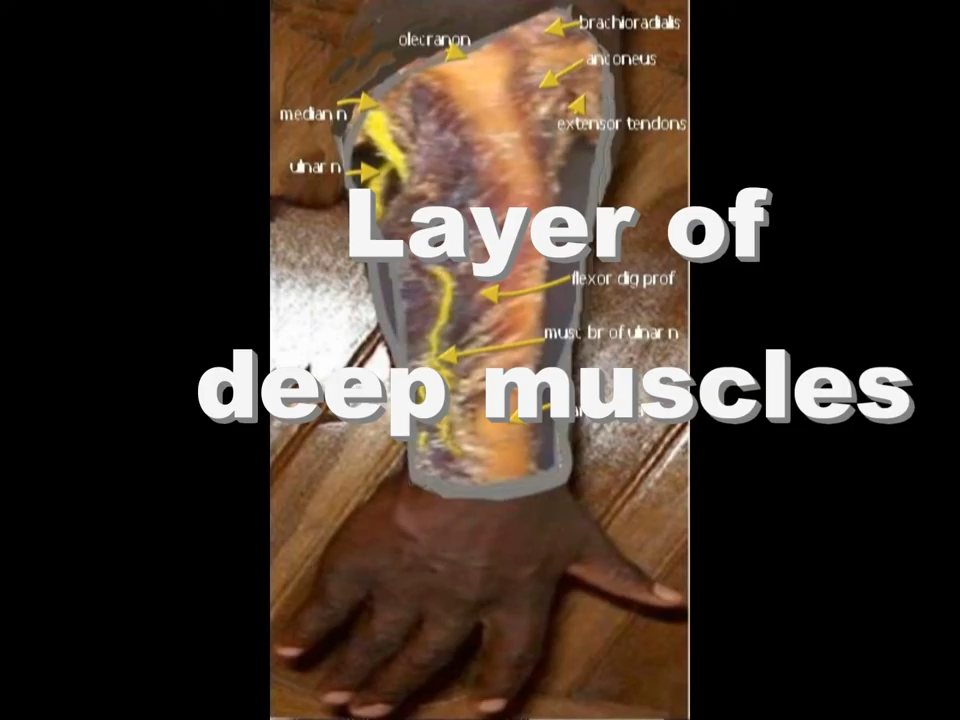 brachioradialis
olecranon
anconeus
median n
extensor tendons
ulnar n
Layer of
flexor dig prof
musc br of ulnar n
deep muscles